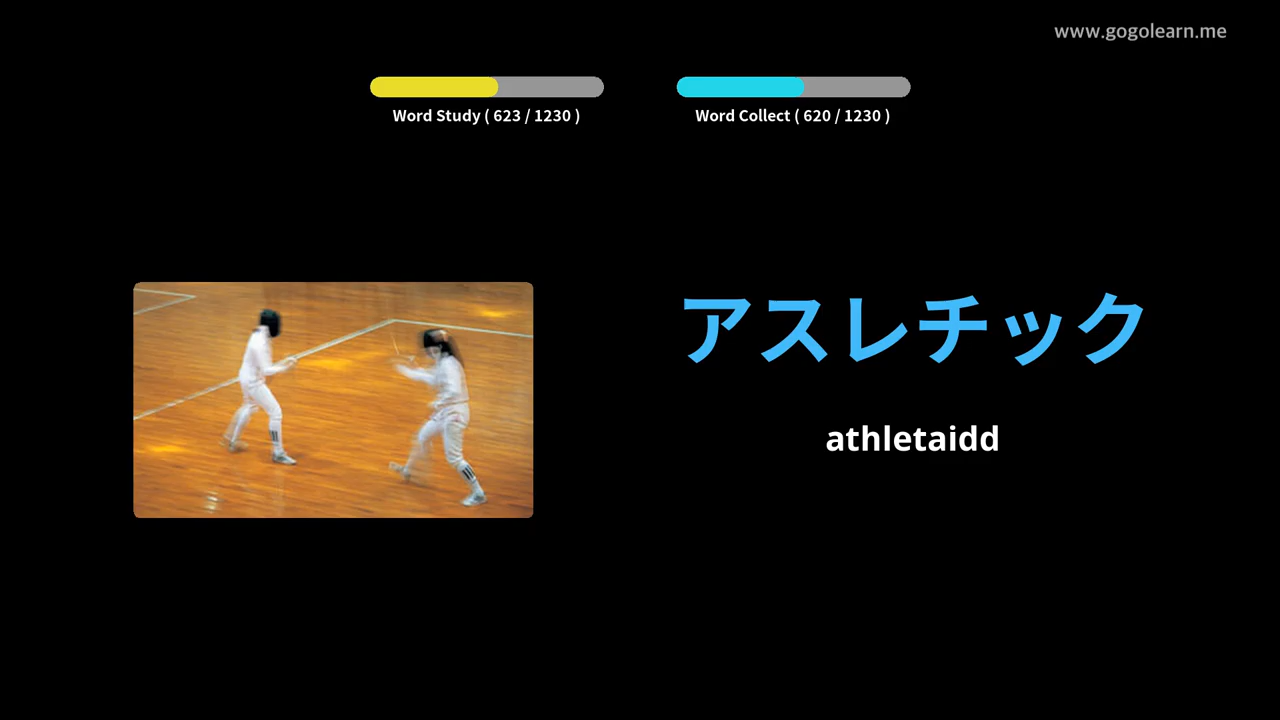 www.gogolearn.me
Word Study ( 623 / 1230 )
Word Collect ( 620 / 1230 )
アスレチック
athletaidd